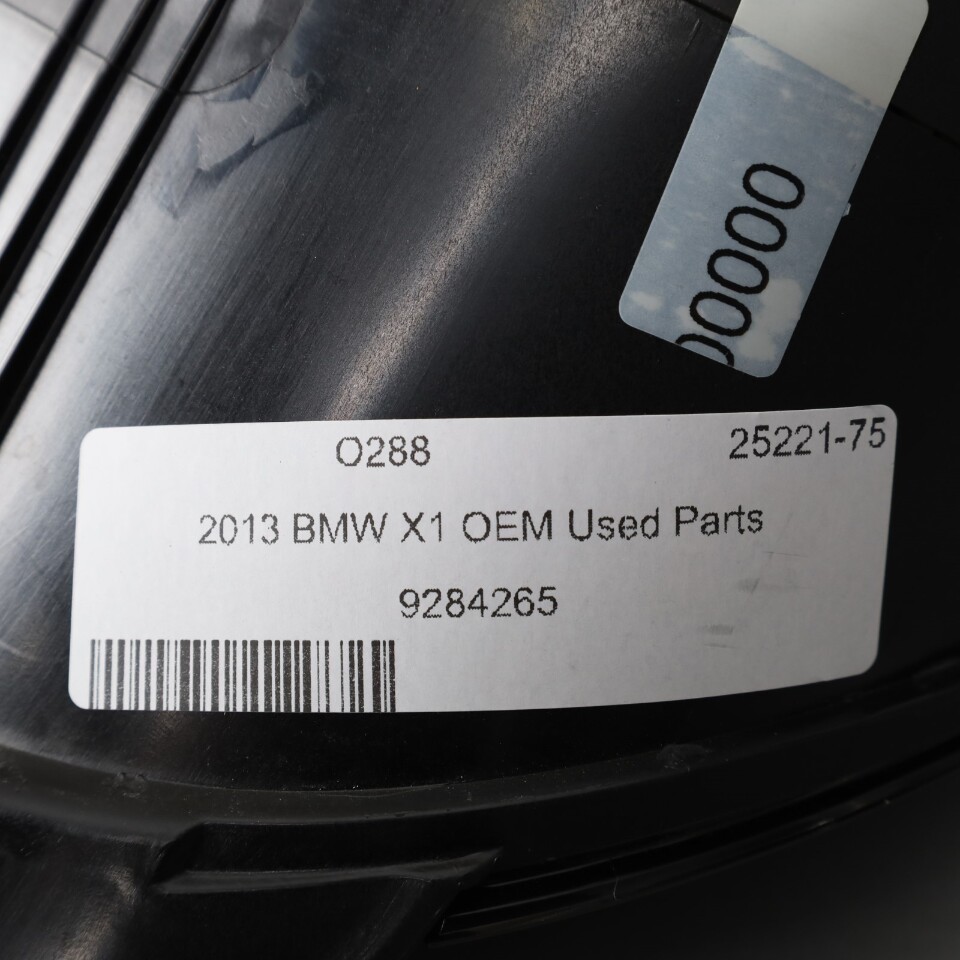 00000
O288 25221-75
2013 BMW X1 OEM Used Parts
9284265